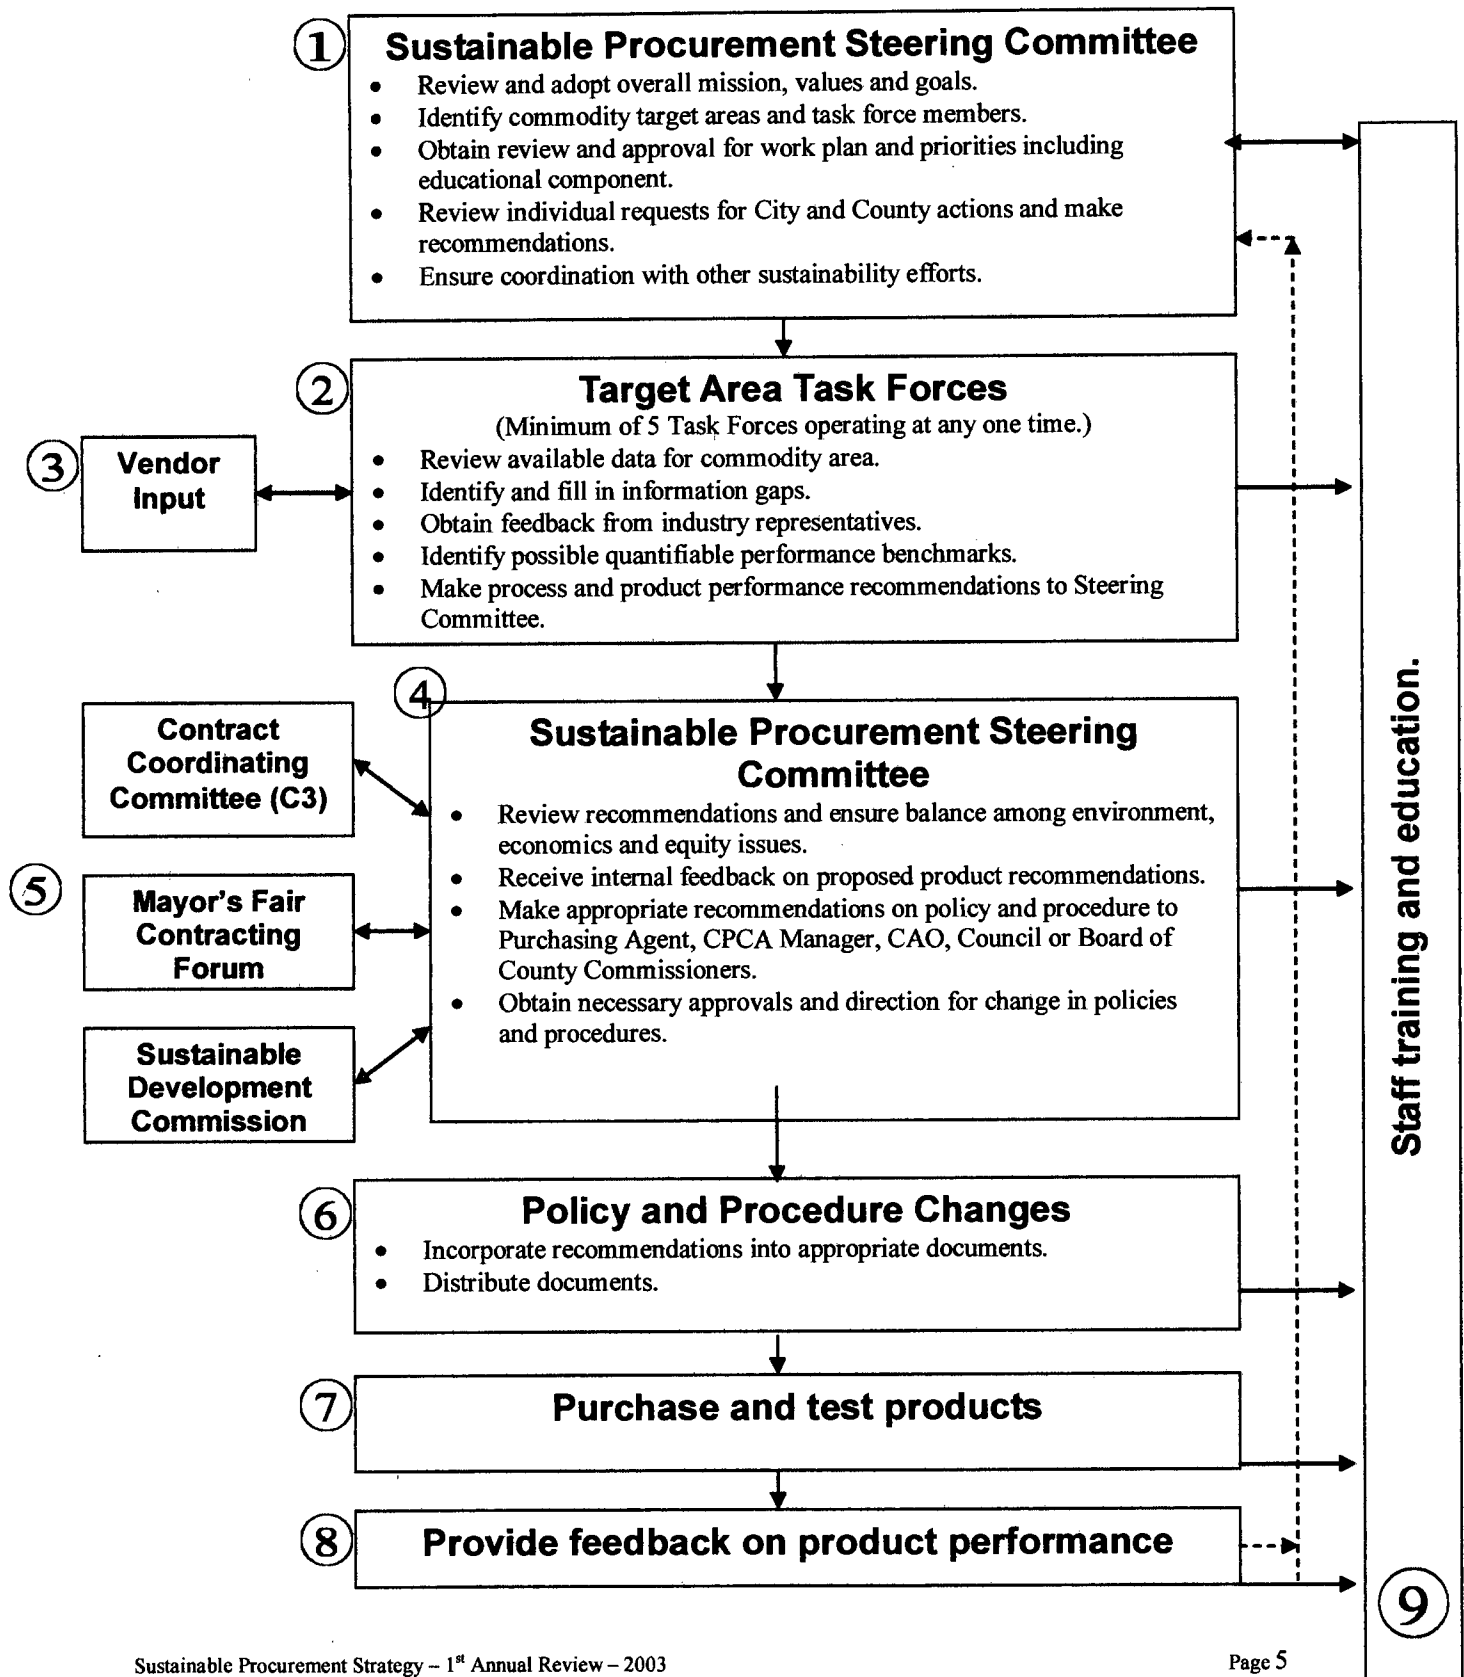 ① Sustainable Procurement Steering Committee
• Review and adopt overall mission, values and goals.
• Identify commodity target areas and task force members.
• Obtain review and approval for work plan and priorities including
educational component.
• Review individual requests for City and County actions and make
recommendations.
• Ensure coordination with other sustainability efforts.
② Target Area Task Forces
(Minimum of 5 Task Forces operating at any one time.)
• Review available data for commodity area.
• Identify and fill in information gaps.
• Obtain feedback from industry representatives.
• Identify possible quantifiable performance benchmarks.
• Make process and product performance recommendations to Steering
Committee.
③ Vendor
Input
④ Sustainable Procurement Steering
Committee
• Review recommendations and ensure balance among environment,
economics and equity issues.
• Receive internal feedback on proposed product recommendations.
• Make appropriate recommendations on policy and procedure to
Purchasing Agent, CPCA Manager, CAO, Council or Board of
County Commissioners.
• Obtain necessary approvals and direction for change in policies
and procedures.
Contract
Coordinating
Committee (C3)
⑤ Mayor's Fair
Contracting
Forum
Sustainable
Development
Commission
⑥ Policy and Procedure Changes
• Incorporate recommendations into appropriate documents.
• Distribute documents.
⑦ Purchase and test products
⑧ Provide feedback on product performance
Staff training and education.
⑨
Sustainable Procurement Strategy – 1st Annual Review – 2003
Page 5